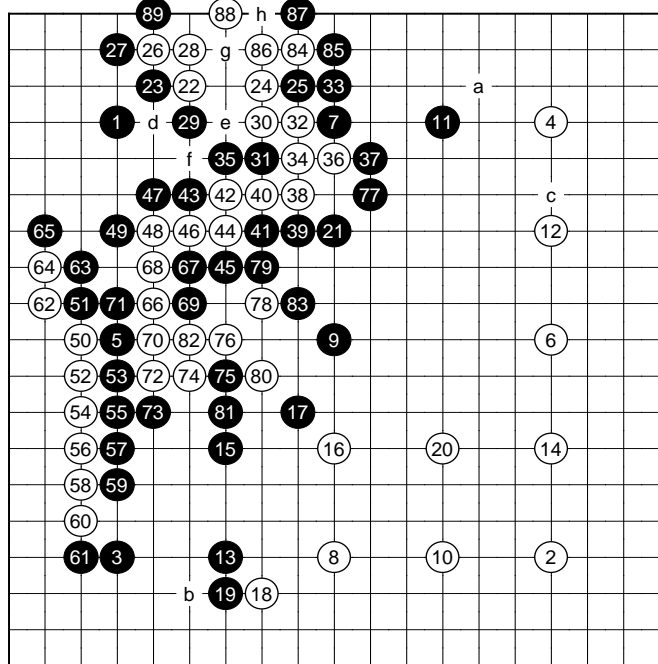 89 88 h 87
27 26 28 g 86 84 85
23 22 24 25 33 a
1 d 29 e 30 32 7 11 4
f 35 31 34 36 37
47 43 42 40 38 77 c
65 49 48 46 44 41 39 21 12
64 63 68 67 45 79
62 51 71 66 69 78 83
50 5 70 82 76 9 6
52 53 72 74 75 80
54 55 73 81 17
56 57 15 16 20 14
58 59
60
61 3 13 8 10 2
b 19 18